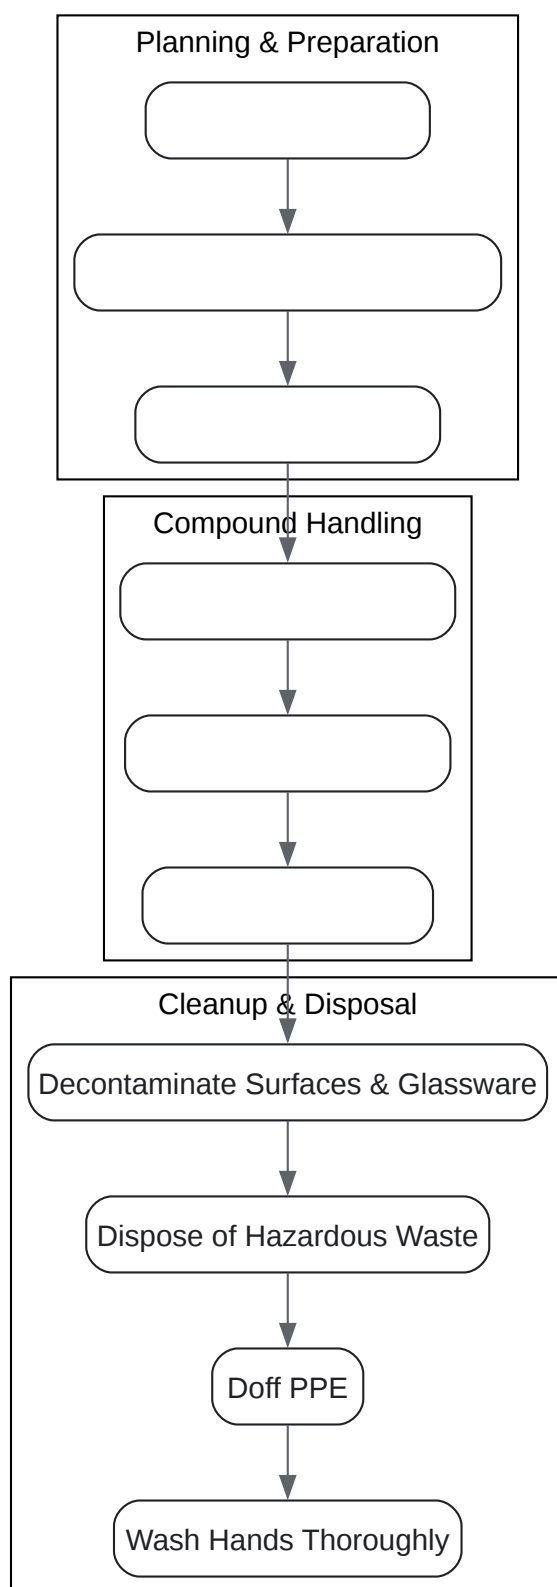 Planning & Preparation
Compound Handling
Cleanup & Disposal
Decontaminate Surfaces & Glassware
Dispose of Hazardous Waste
Doff PPE
Wash Hands Thoroughly